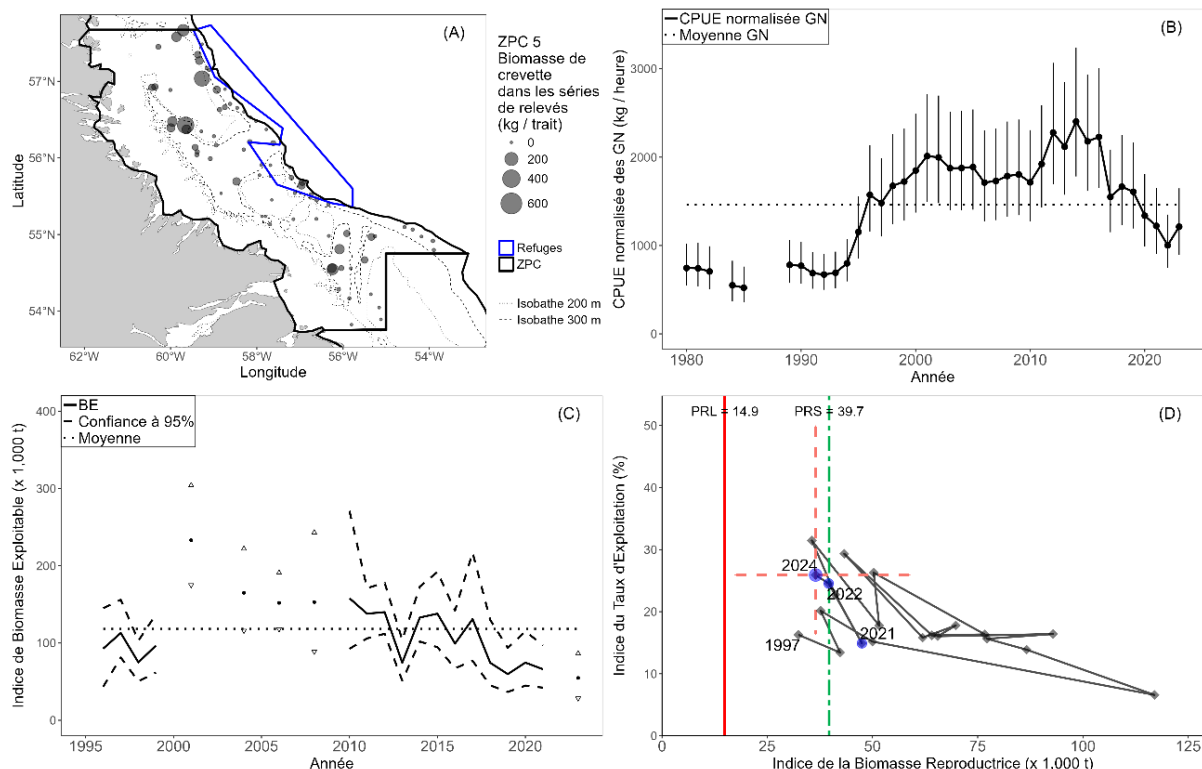 (A)
57°N
56°N
55°N
54°N
Latitude
62°W 60°W 58°W 56°W 54°W
Longitude
ZPC 5
Biomasse de
crevette
dans les séries
de relevés
(kg / trait)
0
200
400
600
Refuges
ZPC
Isobathe 200 m
Isobathe 300 m
CPUE normalisée GN
Moyenne GN
(B)
CPUE normalisée des GN (kg / heure)
3000
2000
1000
0
1980 1990 2000 2010 2020
Année
BE
Confiance à 95%
Moyenne
(C)
Indice de Biomasse Exploitable (x 1,000 t)
400
300
200
100
0
1995 2000 2005 2010 2015 2020
Année
PRL = 14.9 PRS = 39.7
(D)
Indice du Taux d'Exploitation (%)
50
40
30
20
10
0
2024
2022
2021
1997
0 25 50 75 100 125
Indice de la Biomasse Reproductrice (x 1,000 t)